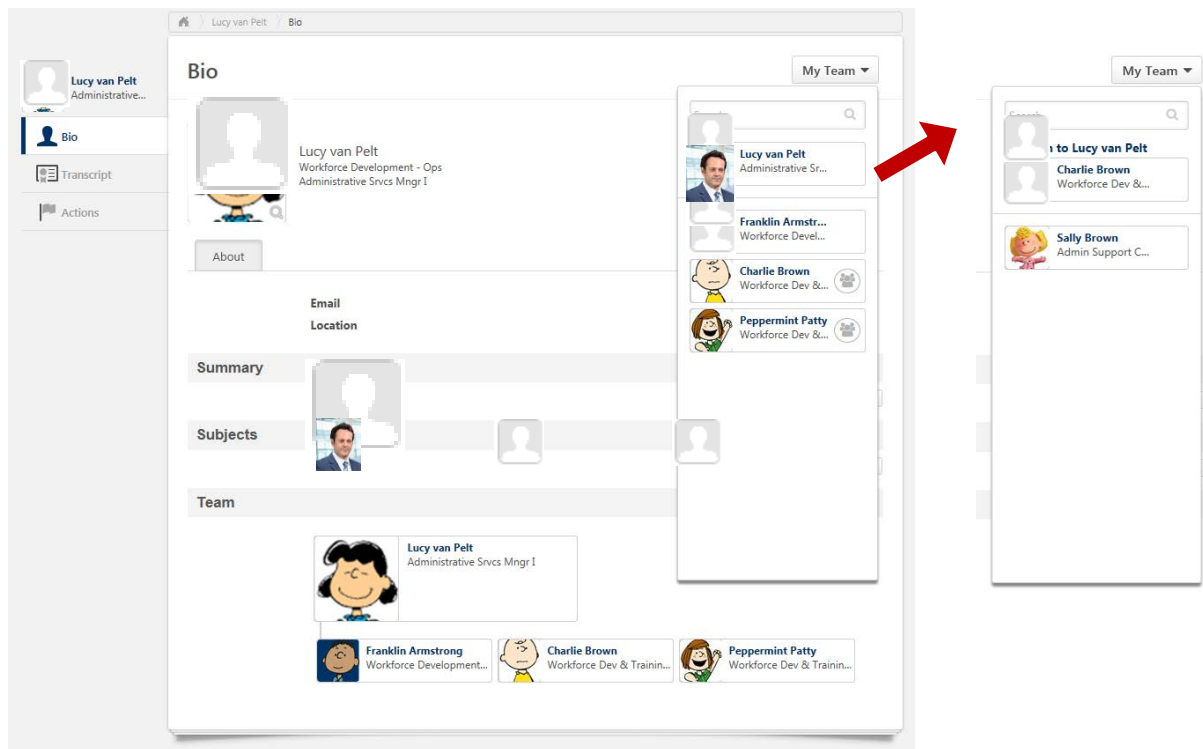 Lucy van Pelt Bio
Bio
My Team
Lucy van Pelt
Administrative...
Bio
Transcript
Actions
Lucy van Pelt
Workforce Development - Ops
Administrative Srvcs Mngr I
About
Email
Location
Summary
Subjects
Team
Lucy van Pelt
Administrative Srvcs Mngr I
Franklin Armstrong
Workforce Development...
Charlie Brown
Workforce Dev & Trainin...
Peppermint Patty
Workforce Dev & Trainin...
Lucy van Pelt
Administrative Sr...
Franklin Armstr...
Workforce Devel...
Charlie Brown
Workforce Dev &...
Peppermint Patty
Workforce Dev &...
My Team
Search
to Lucy van Pelt
Charlie Brown
Workforce Dev &...
Sally Brown
Admin Support C...